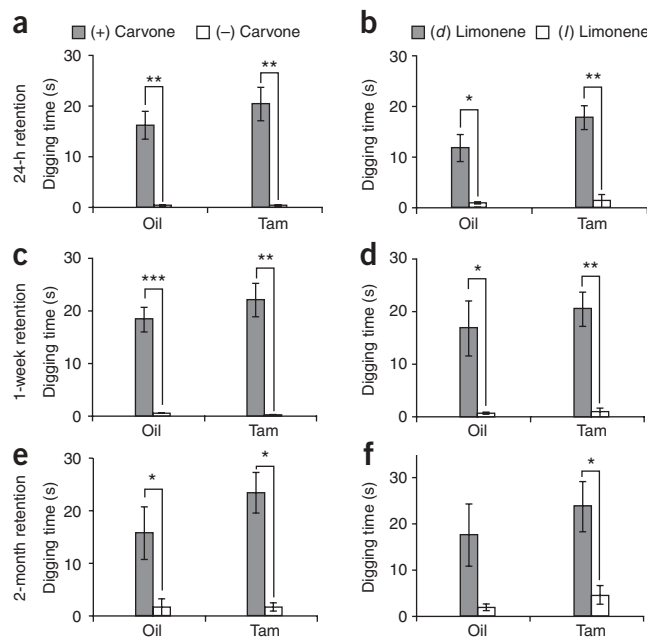 a (+) Carvone (–) Carvone
24-h retention
Digging time (s)
30
20
10
0
** **
Oil Tam
b (d) Limonene (l) Limonene
Digging time (s)
30
20
10
0
* **
Oil Tam
c
1-week retention
Digging time (s)
30
20
10
0
*** **
Oil Tam
d
Digging time (s)
30
20
10
0
* **
Oil Tam
e
2-month retention
Digging time (s)
30
20
10
0
* *
Oil Tam
f
Digging time (s)
30
20
10
0
*
Oil Tam